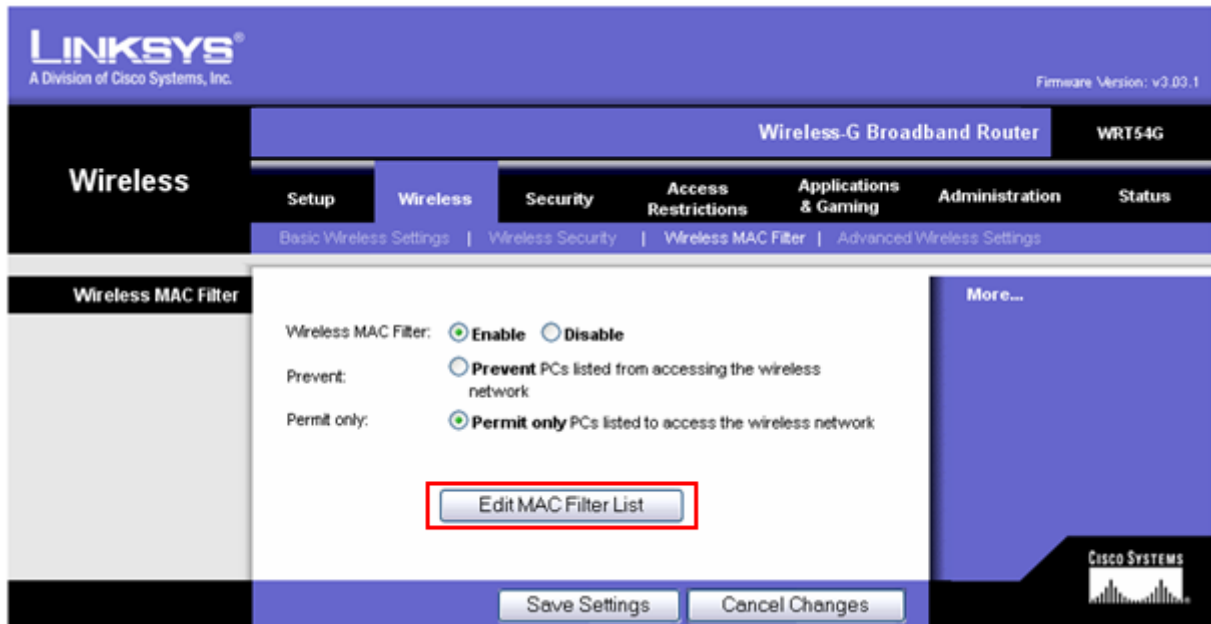 LINKSYS®
A Division of Cisco Systems, Inc.
Firmware Version: v3.03.1
Wireless-G Broadband Router WRT54G
Wireless
Setup Wireless Security Access Restrictions Applications & Gaming Administration Status
Basic Wireless Settings | Wireless Security | Wireless MAC Filter | Advanced Wireless Settings
Wireless MAC Filter
More...
Wireless MAC Filter: Enable Disable
Prevent: Prevent PCs listed from accessing the wireless
network
Permit only: Permit only PCs listed to access the wireless network
Edit MAC Filter List
CISCO SYSTEMS
Save Settings Cancel Changes